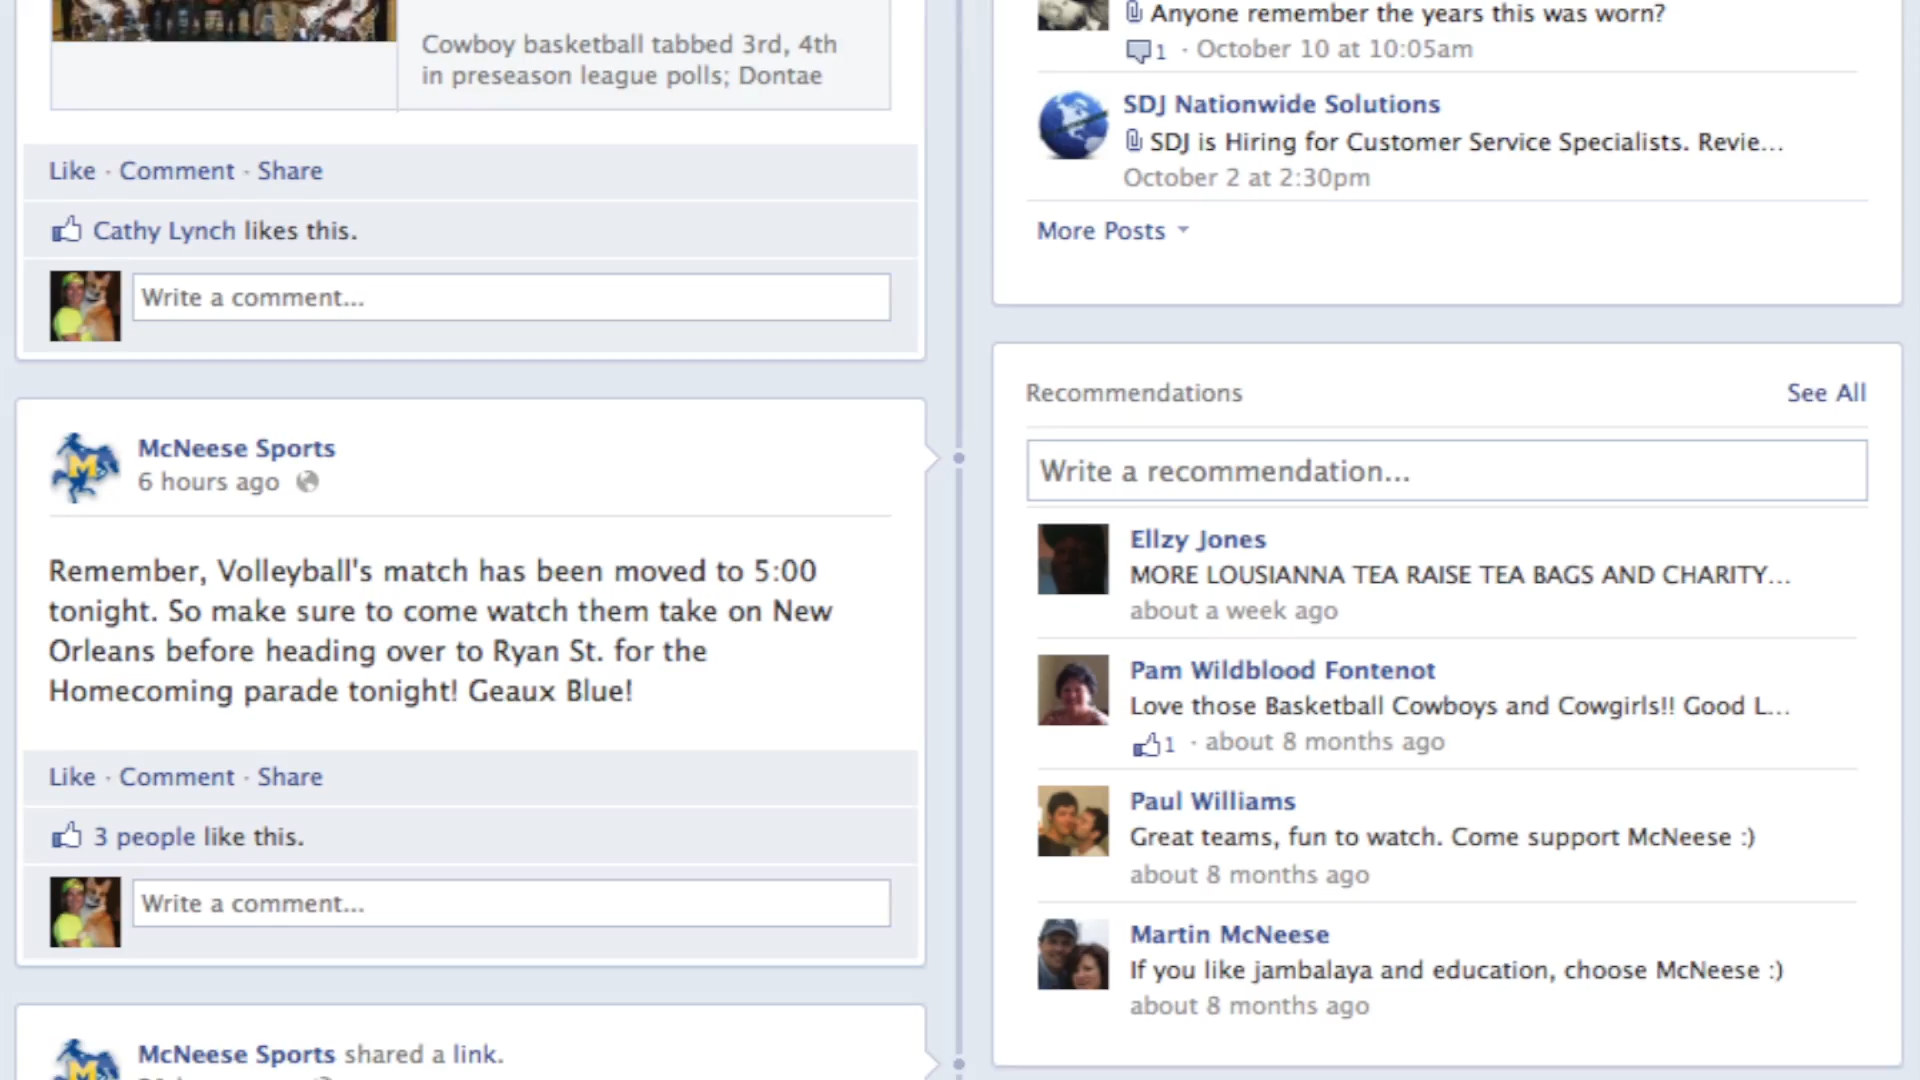 Cowboy basketball tabbed 3rd, 4th
in preseason league polls; Dontae
Like · Comment · Share
Cathy Lynch likes this.
Write a comment...
McNeese Sports
6 hours ago
Remember, Volleyball's match has been moved to 5:00
tonight. So make sure to come watch them take on New
Orleans before heading over to Ryan St. for the
Homecoming parade tonight! Geaux Blue!
Like · Comment · Share
3 people like this.
Write a comment...
McNeese Sports shared a link.
Anyone remember the years this was worn?
1 · October 10 at 10:05am
SDJ Nationwide Solutions
SDJ is Hiring for Customer Service Specialists. Revie...
October 2 at 2:30pm
More Posts
Recommendations
See All
Write a recommendation...
Ellzy Jones
MORE LOUSIANNA TEA RAISE TEA BAGS AND CHARITY...
about a week ago
Pam Wildblood Fontenot
Love those Basketball Cowboys and Cowgirls!! Good L...
1 · about 8 months ago
Paul Williams
Great teams, fun to watch. Come support McNeese :)
about 8 months ago
Martin McNeese
If you like jambalaya and education, choose McNeese :)
about 8 months ago